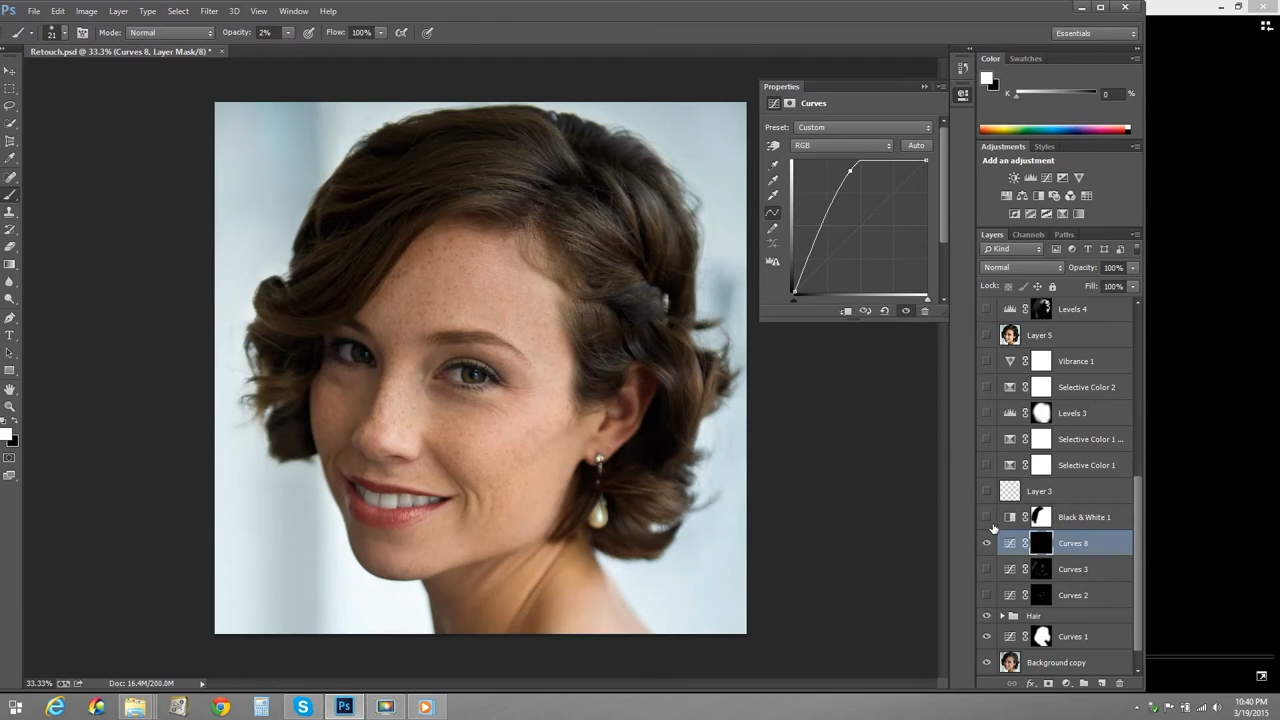 Ps File Edit Image Layer Type Select Filter 3D View Window Help
21 Mode: Normal Opacity: 2% Flow: 100% Essentials
Retouch.psd @ 33.3% (Curves 8, Layer Mask/8) * ×
Color Swatches
K 0 %
Properties
Curves
Preset: Custom
RGB Auto
Adjustments Styles
Add an adjustment
Layers Channels Paths
Kind
Normal Opacity: 100%
Lock: Fill: 100%
Levels 4
Layer 5
Vibrance 1
Selective Color 2
Levels 3
Selective Color 1 ...
Selective Color 1
Layer 3
Black & White 1
Curves 8
Curves 3
Curves 2
Hair
Curves 1
Background copy
33.33% Doc: 16.4M/200.0M
Ps
10:40 PM
3/19/2015